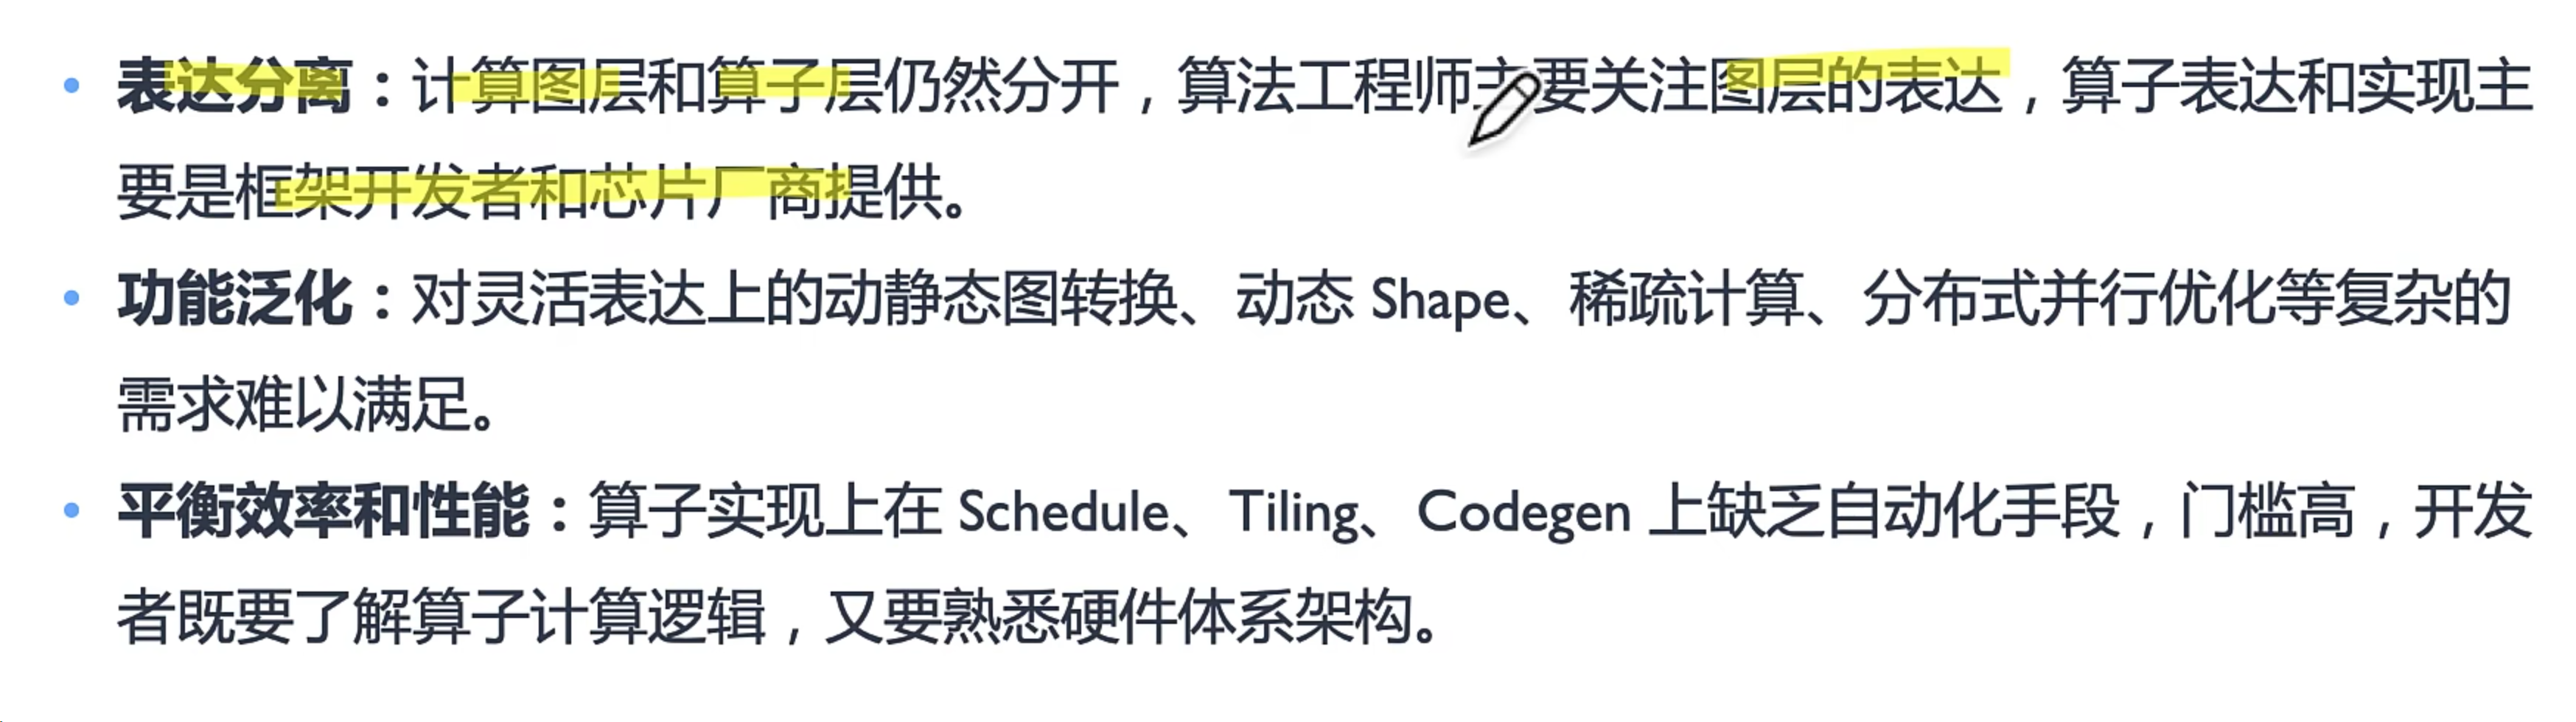 • 表达分离：计算图层和算子层仍然分开，算法工程师主要关注图层的表达，算子表达和实现主
要是框架开发者和芯片厂商提供。
• 功能泛化：对灵活表达上的动静态图转换、动态 Shape、稀疏计算、分布式并行优化等复杂的
需求难以满足。
• 平衡效率和性能：算子实现上在 Schedule、Tiling、Codegen 上缺乏自动化手段，门槛高，开发
者既要了解算子计算逻辑，又要熟悉硬件体系架构。